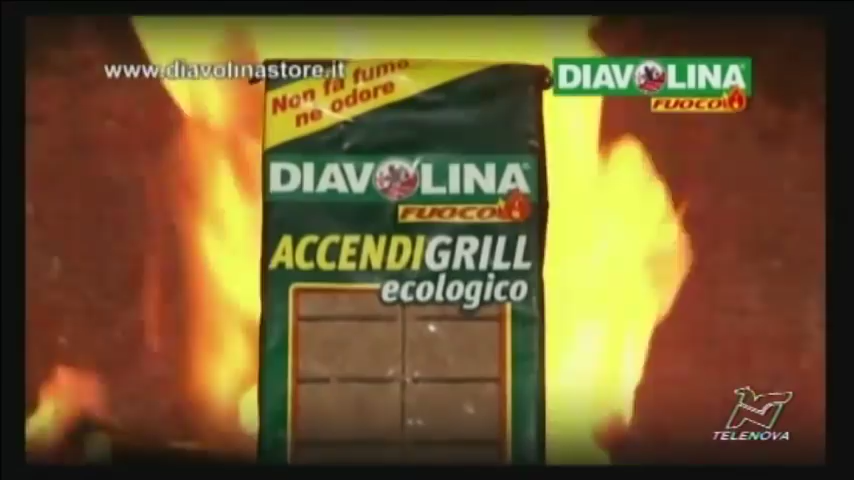 www.diavolinastore.it
DIAVOLINA
FUOCO
Non fa fumo
ne odore
DIAVOLINA
FUOCO
ACCENDIGRILL
ecologico
TELENOVA